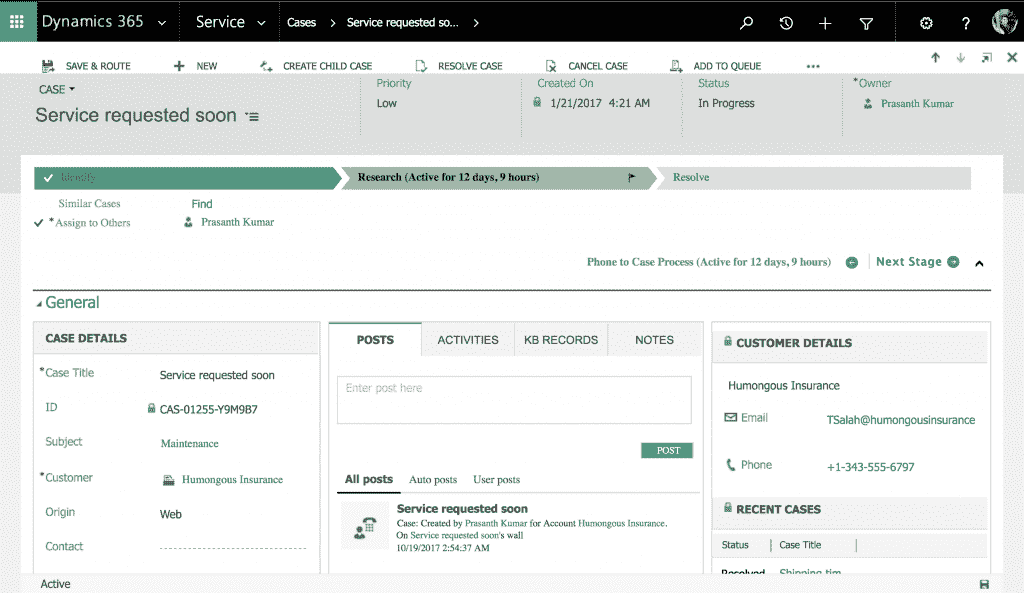 Dynamics 365 Service Cases Service requested so...
SAVE & ROUTE NEW CREATE CHILD CASE RESOLVE CASE CANCEL CASE ADD TO QUEUE ...
CASE
Service requested soon
Priority
Low
Created On
1/21/2017 4:21 AM
Status
In Progress
*Owner
Prasanth Kumar
Identify
Research (Active for 12 days, 9 hours)
Resolve
Similar Cases Find
*Assign to Others Prasanth Kumar
Phone to Case Process (Active for 12 days, 9 hours) Next Stage
General
CASE DETAILS
*Case Title Service requested soon
ID CAS-01255-Y9M9B7
Subject Maintenance
*Customer Humongous Insurance
Origin Web
Contact
POSTS ACTIVITIES KB RECORDS NOTES
Enter post here
POST
All posts Auto posts User posts
Service requested soon
Case: Created by Prasanth Kumar for Account Humongous Insurance.
On Service requested soon's wall
10/19/2017 2:54:37 AM
CUSTOMER DETAILS
Humongous Insurance
Email TSalah@humongousinsurance
Phone +1-343-555-6797
RECENT CASES
Status Case Title
Resolved Shipping tim
Active